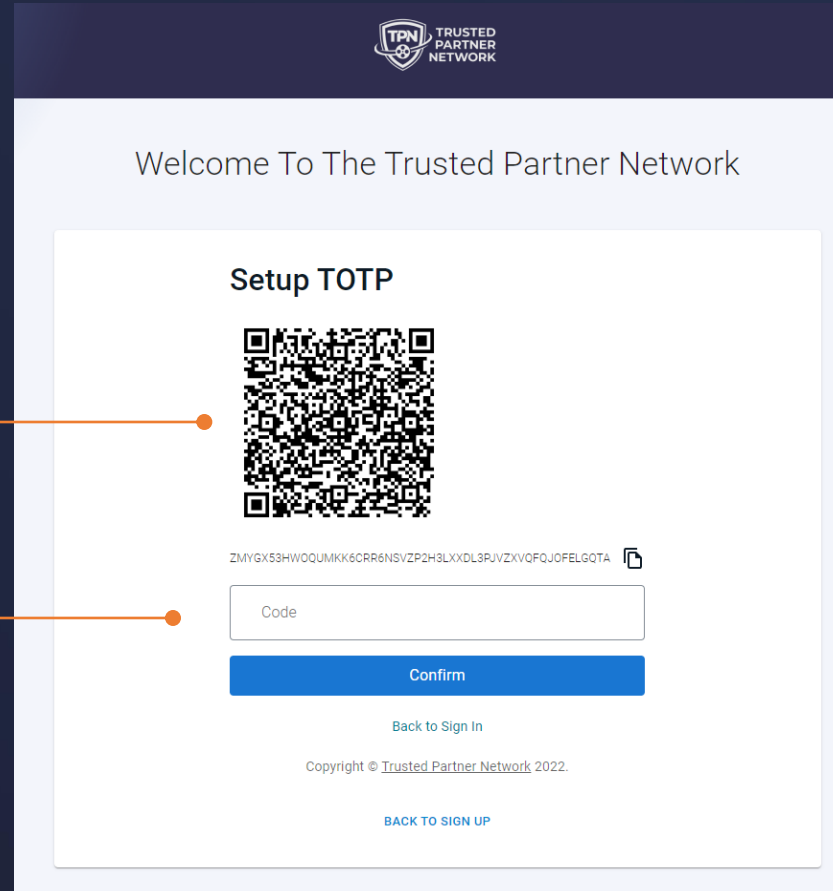 TPN
TRUSTED
PARTNER
NETWORK
Welcome To The Trusted Partner Network
Setup TOTP
ZMYGX53HWOQUMKK6CRR6NSVZP2H3LXXDL3PJVZXVQFQJOFELGQTA
Code
Confirm
Back to Sign In
Copyright © Trusted Partner Network 2022.
BACK TO SIGN UP